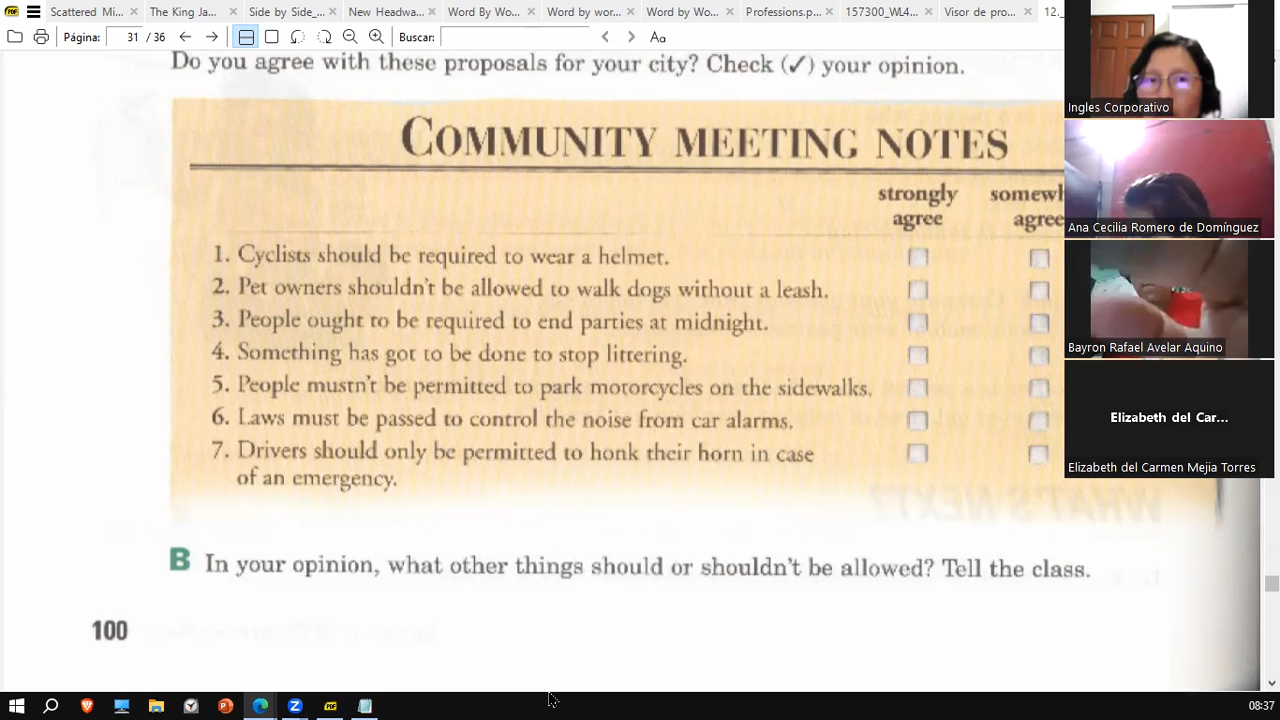 Scattered Mi...
The King Ja...
Side by Side_...
New Headwa...
Word By Wo...
Word by wor...
Word by Wo...
Professions.p...
157300_WL4...
Visor de pro...
12._
Página:
31 / 36
Buscar:
Aa
Do you agree with these proposals for your city? Check (✓) your opinion.
COMMUNITY MEETING NOTES
strongly agree
somewh
agree
1. Cyclists should be required to wear a helmet.
2. Pet owners shouldn't be allowed to walk dogs without a leash.
3. People ought to be required to end parties at midnight.
4. Something has got to be done to stop littering.
5. People mustn't be permitted to park motorcycles on the sidewalks.
6. Laws must be passed to control the noise from car alarms.
7. Drivers should only be permitted to honk their horn in case
of an emergency.
B In your opinion, what other things should or shouldn't be allowed? Tell the class.
100
Ingles Corporativo
Ana Cecilia Romero de Domínguez
Bayron Rafael Avelar Aquino
Elizabeth del Car...
Elizabeth del Carmen Mejia Torres
08:37